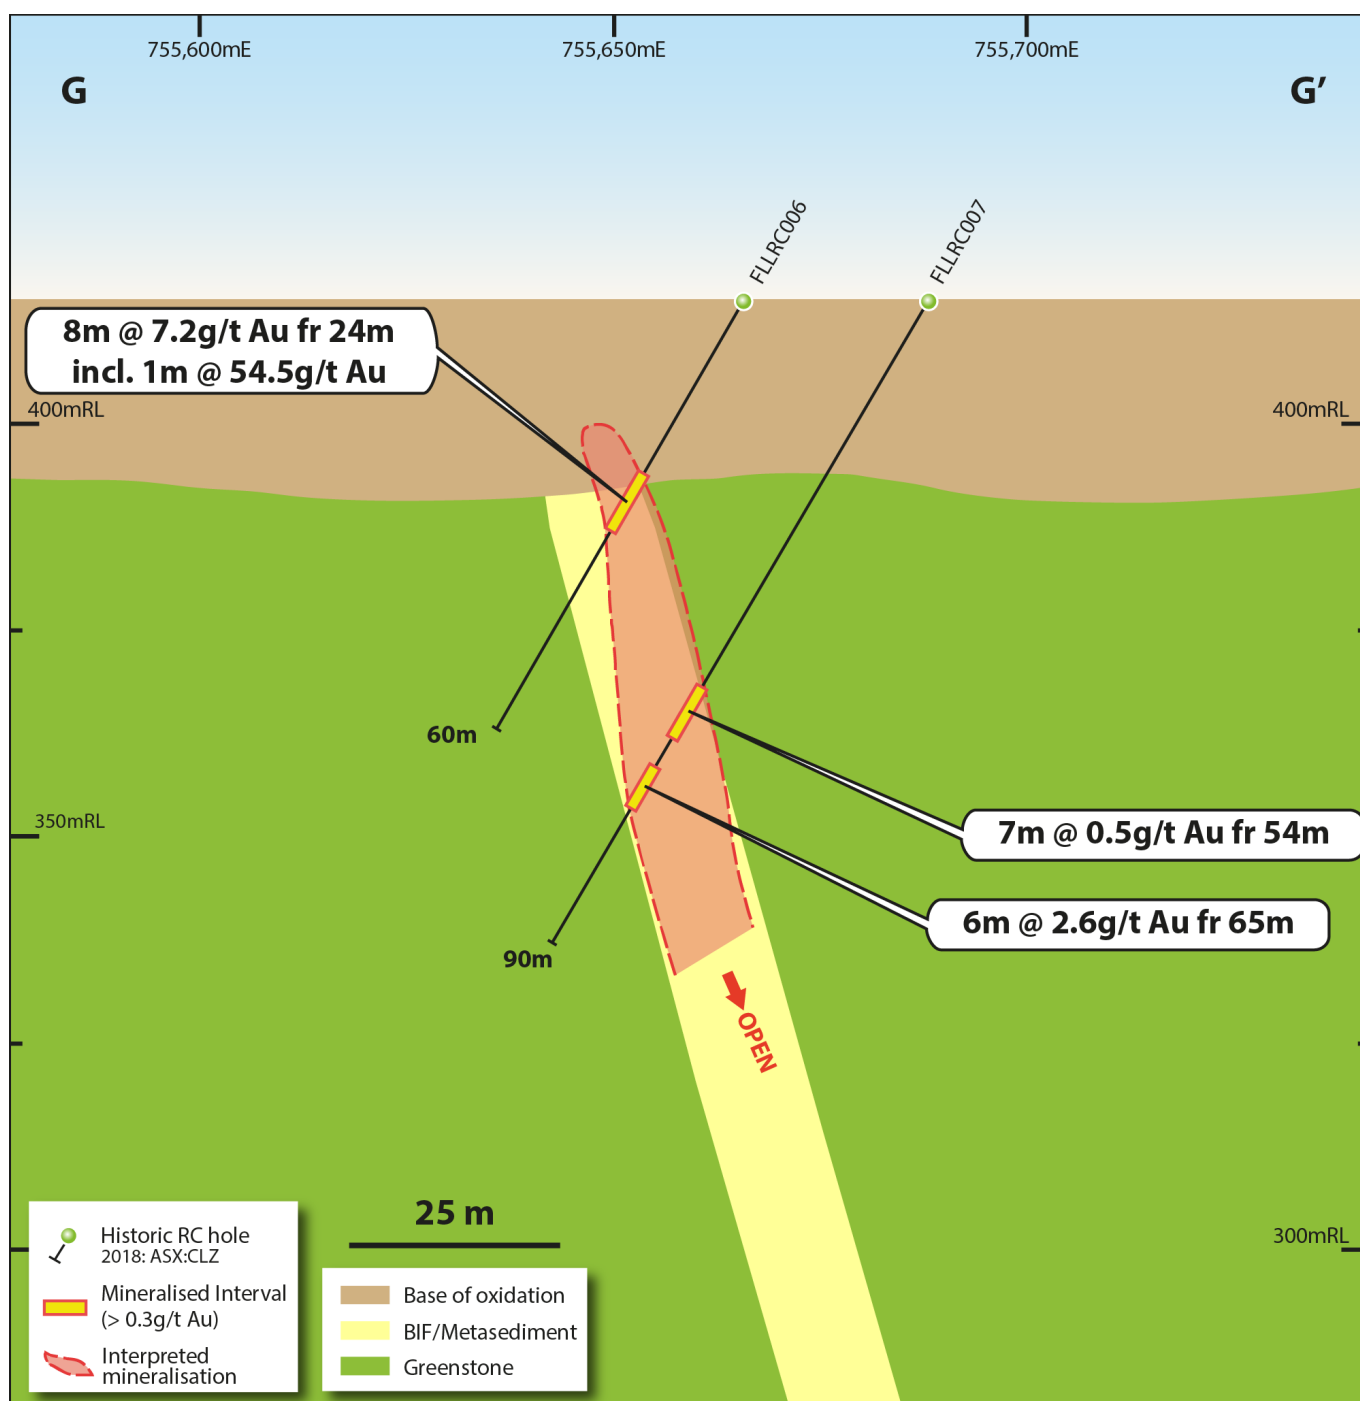 755,600mE
755,650mE
755,700mE
G
G’
FLLRC006
FLLRC007
8m @ 7.2g/t Au fr 24m
incl. 1m @ 54.5g/t Au
400mRL
400mRL
60m
350mRL
7m @ 0.5g/t Au fr 54m
6m @ 2.6g/t Au fr 65m
90m
OPEN
25 m
300mRL
Historic RC hole
2018: ASX:CLZ
Mineralised Interval
(> 0.3g/t Au)
Interpreted
mineralisation
Base of oxidation
BIF/Metasediment
Greenstone